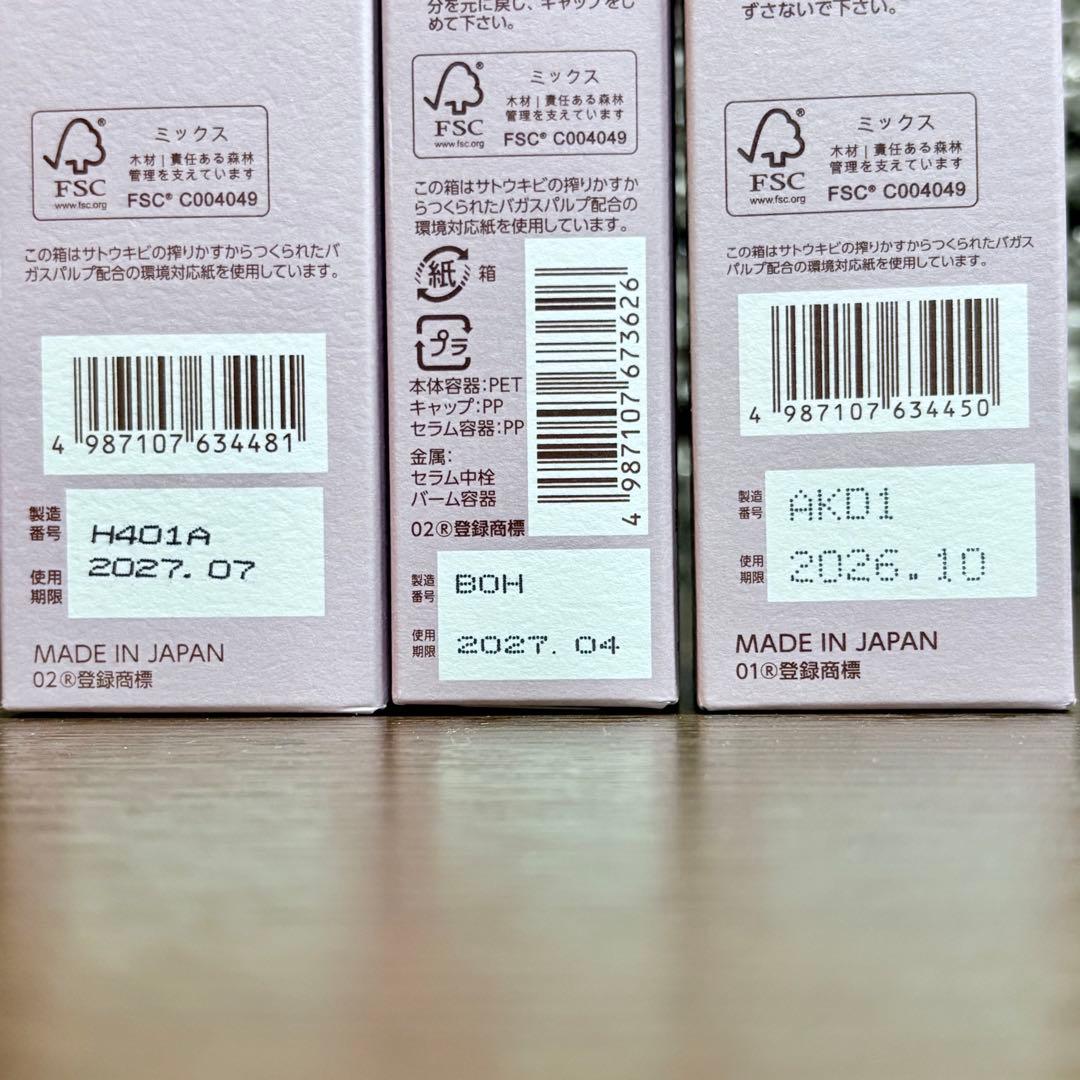 FSC®
www.fsc.org
ミックス
木材 | 責任ある森林
管理を支えています
FSC® C004049
この箱はサトウキビの搾りかすからつくられたバ
ガスパルプ配合の環境対応紙を使用しています。
4 987107 634481
製造
番号
H401A
使用
期限
2027. 07
MADE IN JAPAN
02®登録商標
分を元に戻し、キャップをし
めて下さい。
FSC®
www.fsc.org
ミックス
木材 | 責任ある森林
管理を支えています
FSC® C004049
この箱はサトウキビの搾りかすか
らつくられたバガスパルプ配合の
環境対応紙を使用しています。
紙 箱
プラ
本体容器:PET
キャップ:PP
セラム容器:PP
金属:
セラム中栓
バーム容器
02®登録商標
4 987107 673626
製造
番号
BOH
使用
期限
2027. 04
ずさないで下さい。
FSC®
www.fsc.org
ミックス
木材 | 責任ある森林
管理を支えています
FSC® C004049
この箱はサトウキビの搾りかすからつくられたバガス
パルプ配合の環境対応紙を使用しています。
4 987107 634450
製造
番号
AKD1
使用
期限
2026.10
MADE IN JAPAN
01®登録商標